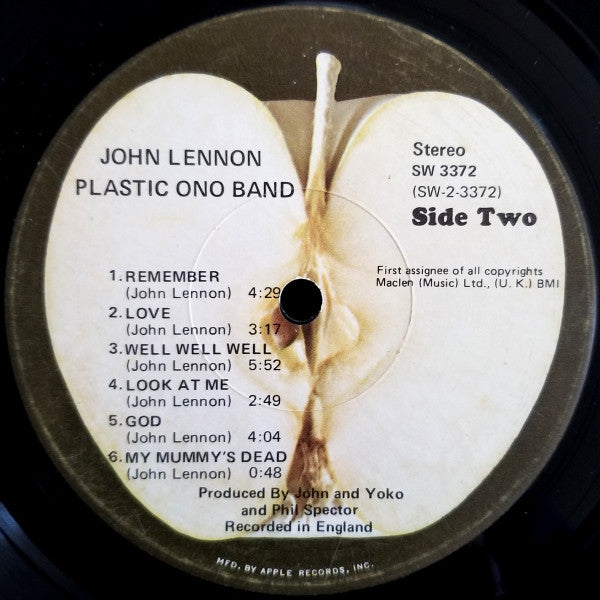 JOHN LENNON
PLASTIC ONO BAND
Stereo
SW 3372
(SW-2-3372)
Side Two
First assignee of all copyrights
Maclen (Music) Ltd., (U. K.) BMI
1. REMEMBER
(John Lennon) 4:29
2. LOVE
(John Lennon) 3:17
3. WELL WELL WELL
(John Lennon) 5:52
4. LOOK AT ME
(John Lennon) 2:49
5. GOD
(John Lennon) 4:04
6. MY MUMMY'S DEAD
(John Lennon) 0:48
Produced By John and Yoko
and Phil Spector
Recorded in England
MFD. BY APPLE RECORDS, INC.